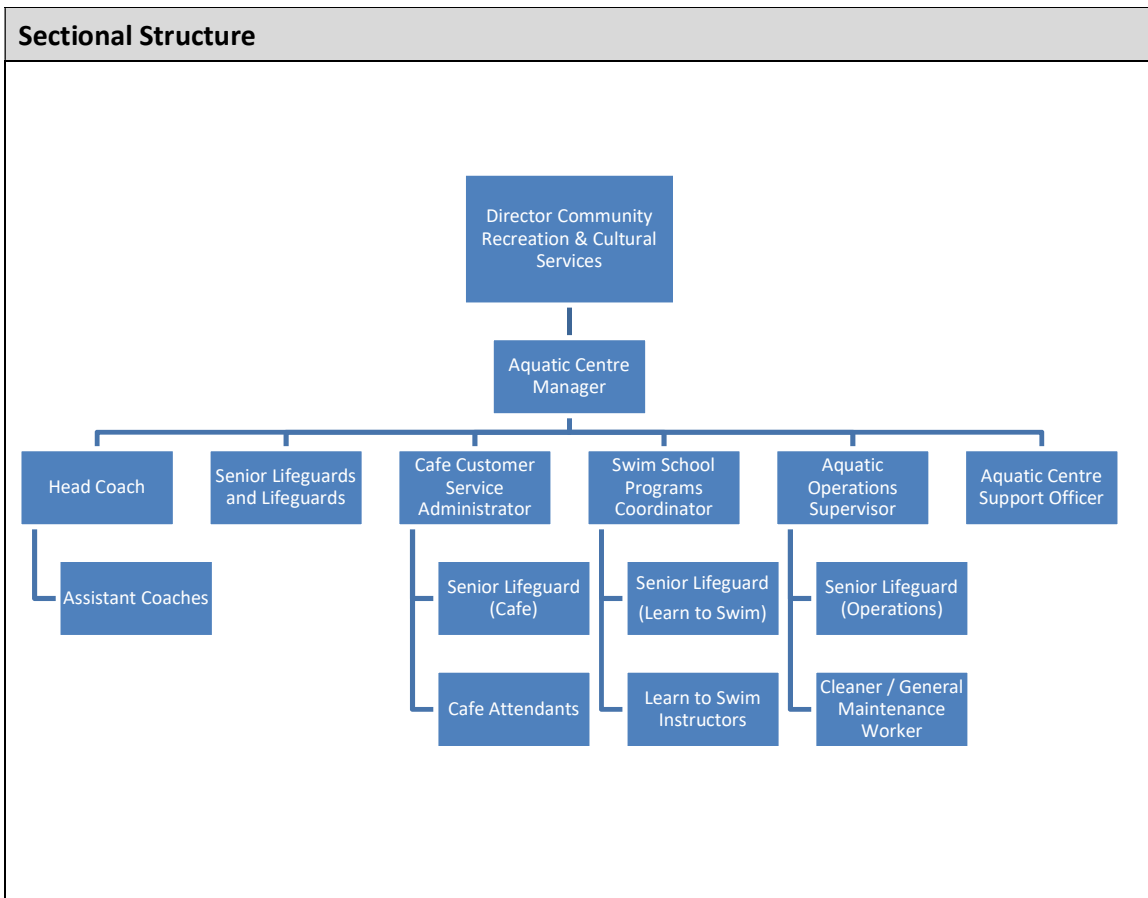 Sectional Structure
Director Community
Recreation & Cultural
Services
Aquatic Centre
Manager
Head Coach
Senior Lifeguards
and Lifeguards
Cafe Customer
Service
Administrator
Swim School
Programs
Coordinator
Aquatic
Operations
Supervisor
Aquatic Centre
Support Officer
Assistant Coaches
Senior Lifeguard
(Cafe)
Senior Lifeguard
(Learn to Swim)
Senior Lifeguard
(Operations)
Cafe Attendants
Learn to Swim
Instructors
Cleaner / General
Maintenance
Worker